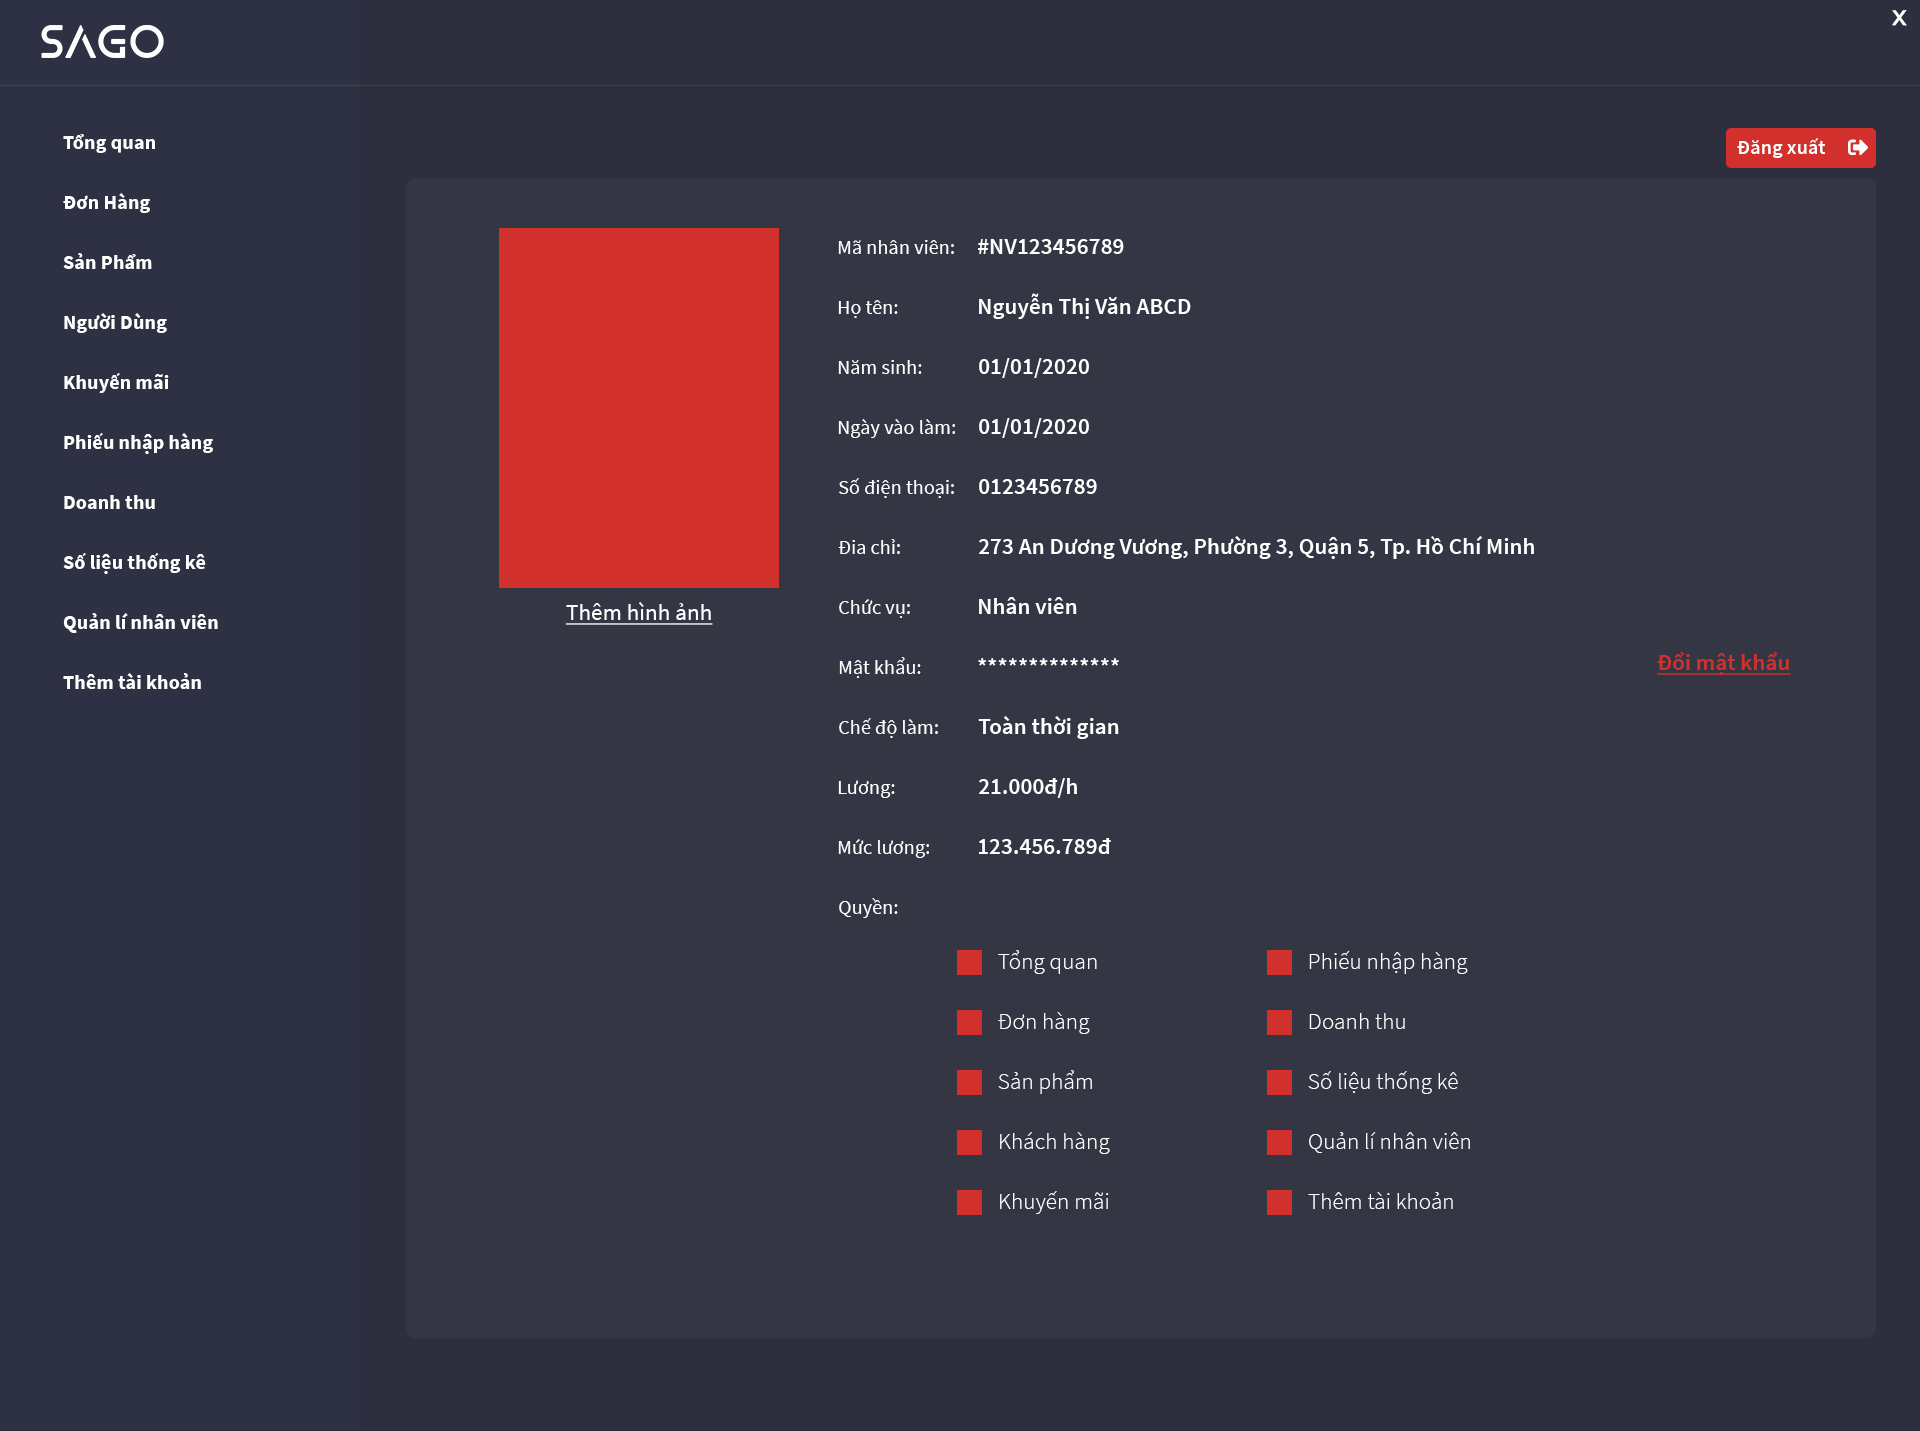 SAGO
X
Tổng quan
Đơn Hàng
Sản Phẩm
Người Dùng
Khuyến mãi
Phiếu nhập hàng
Doanh thu
Số liệu thống kê
Quản lí nhân viên
Thêm tài khoản
Đăng xuất
Thêm hình ảnh
Mã nhân viên: #NV123456789
Họ tên: Nguyễn Thị Văn ABCD
Năm sinh: 01/01/2020
Ngày vào làm: 01/01/2020
Số điện thoại: 0123456789
Đia chỉ: 273 An Dương Vương, Phường 3, Quận 5, Tp. Hồ Chí Minh
Chức vụ: Nhân viên
Mật khẩu: ************** Đổi mật khẩu
Chế độ làm: Toàn thời gian
Lương: 21.000đ/h
Mức lương: 123.456.789đ
Quyền:
Tổng quan Phiếu nhập hàng
Đơn hàng Doanh thu
Sản phẩm Số liệu thống kê
Khách hàng Quản lí nhân viên
Khuyến mãi Thêm tài khoản